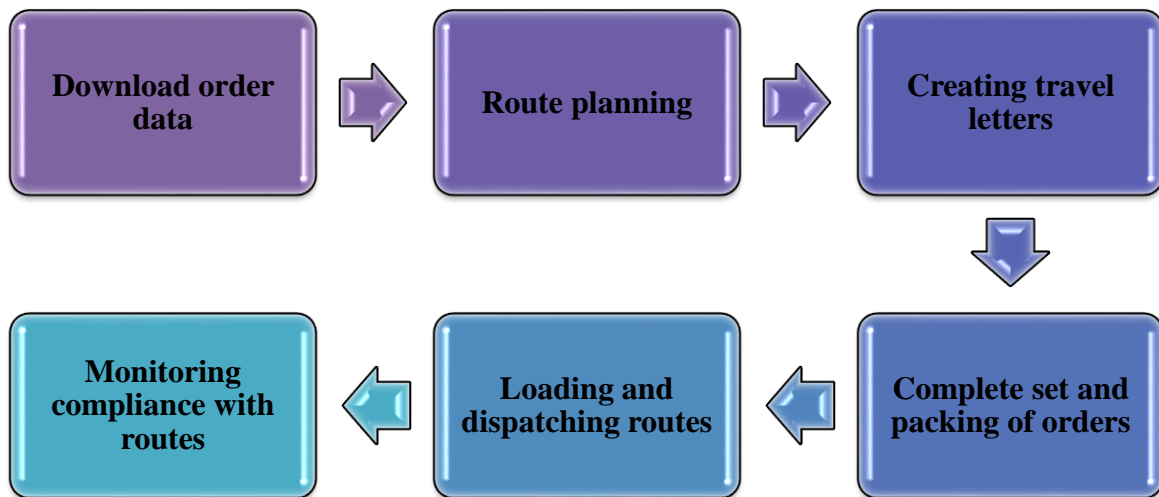 Download order
data
Route planning
Creating travel
letters
Complete set and
packing of orders
Loading and
dispatching routes
Monitoring
compliance with
routes